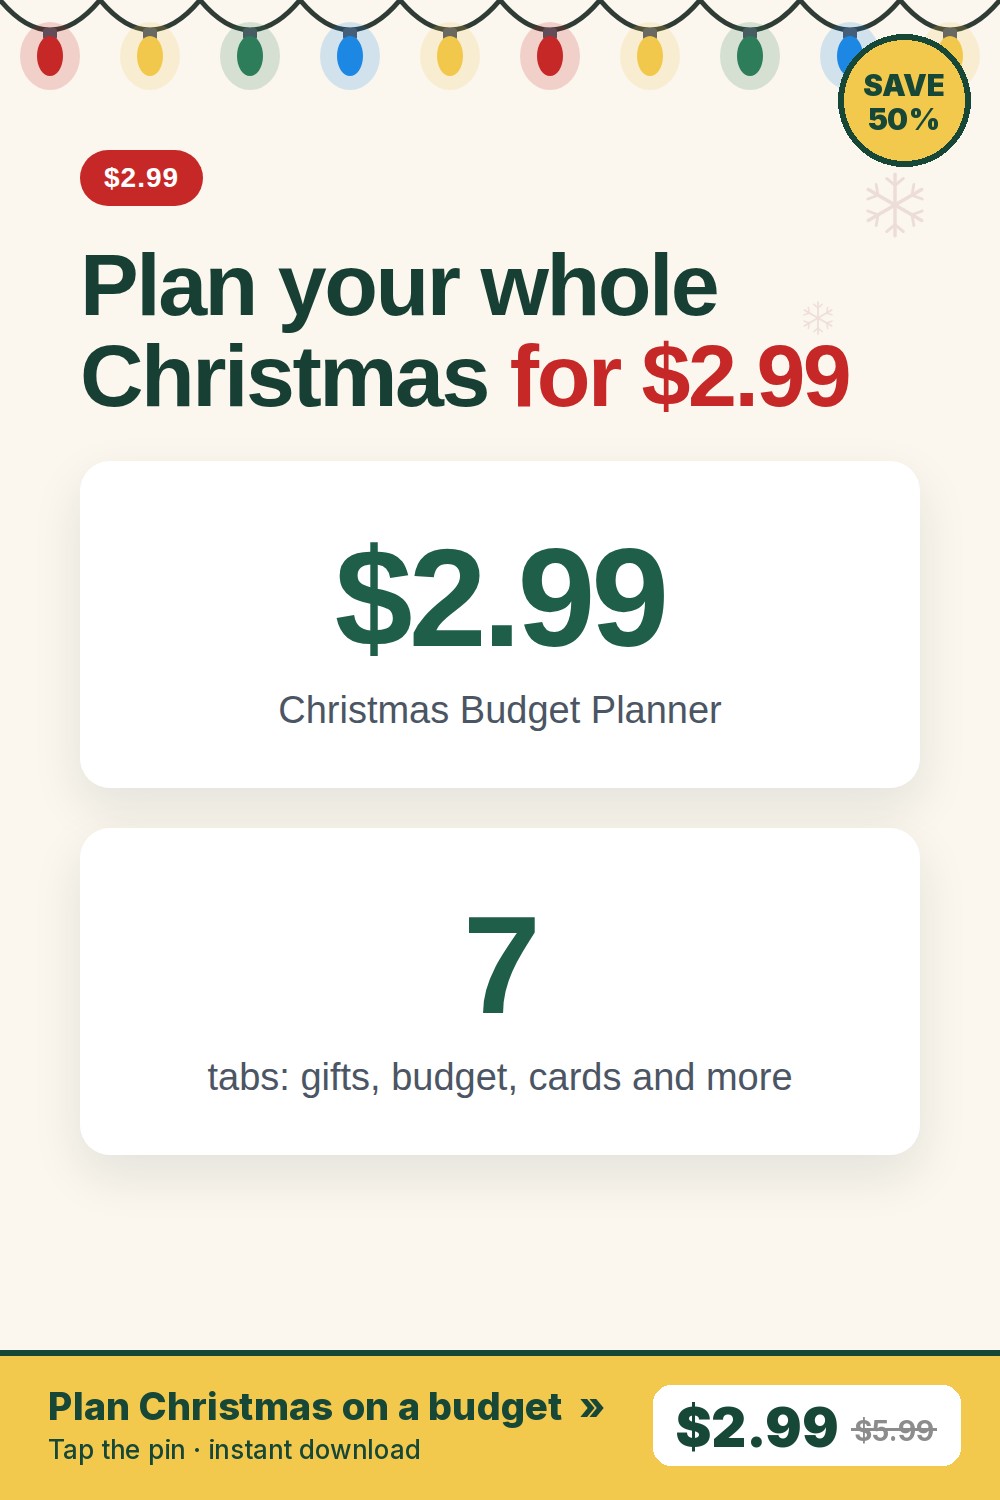 SAVE
50%
$2.99
Plan your whole
Christmas for $2.99
$2.99
Christmas Budget Planner
7
tabs: gifts, budget, cards and more
Plan Christmas on a budget »
Tap the pin · instant download
$2.99 $5.99